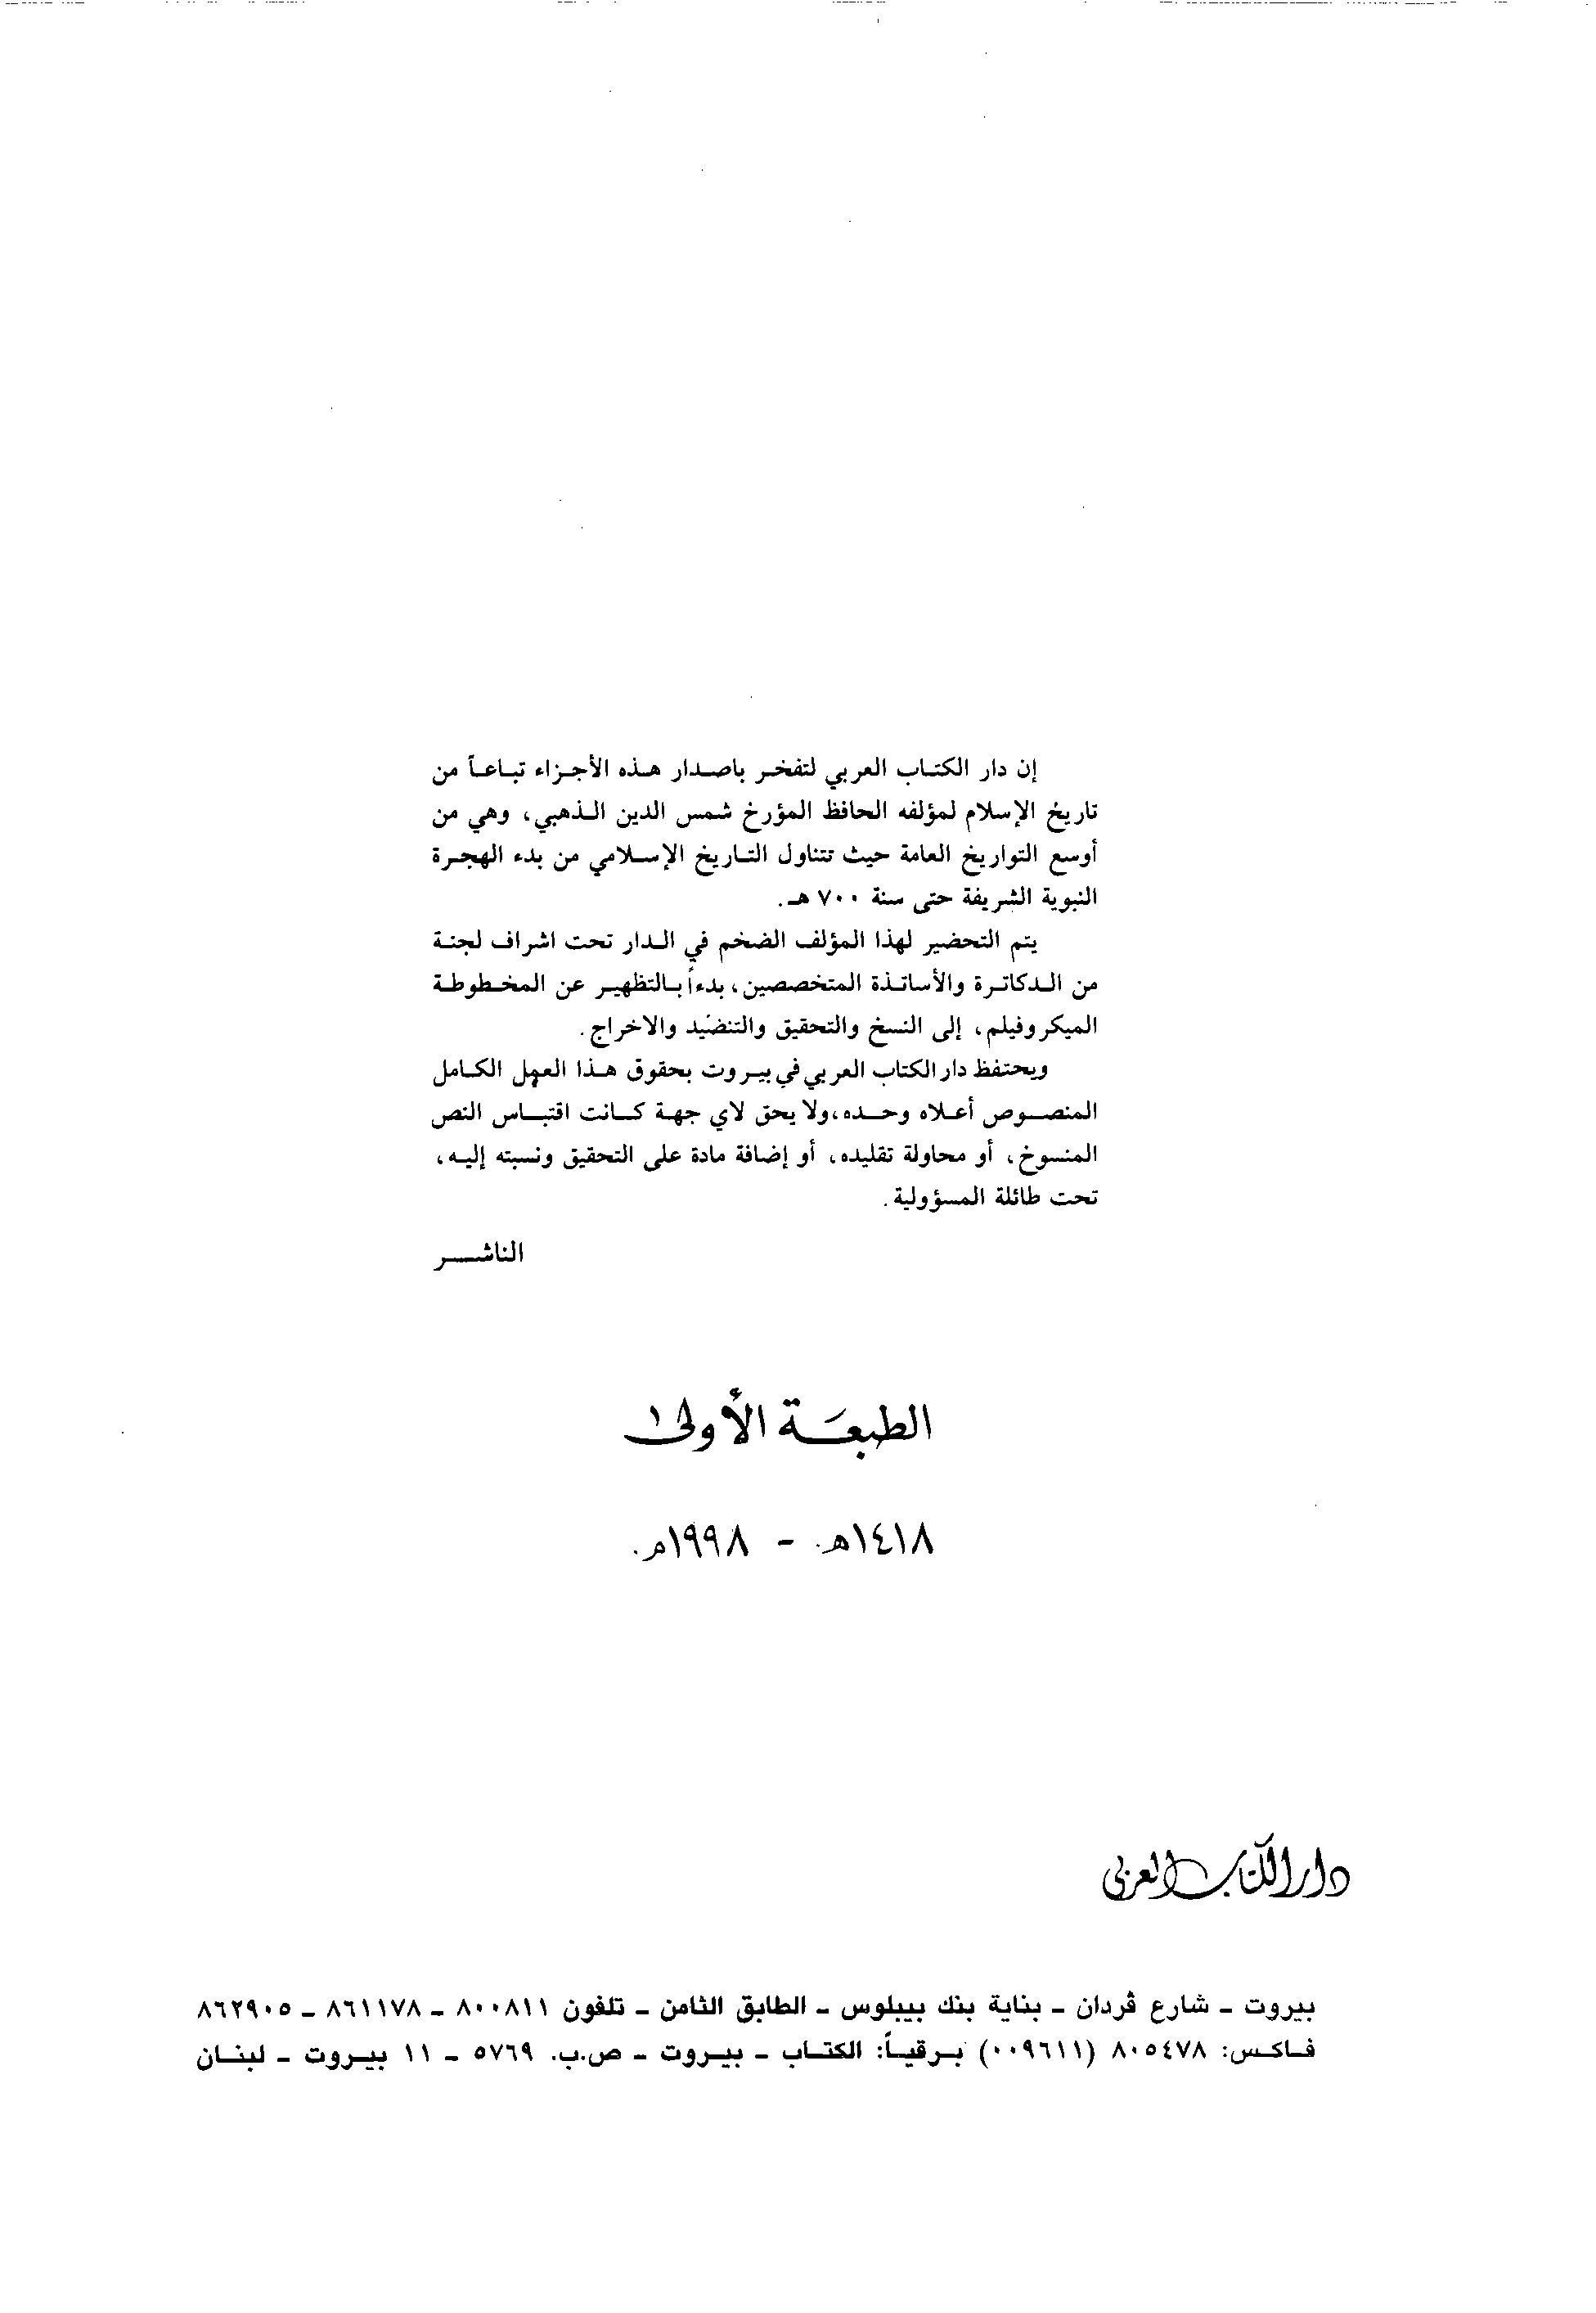 إن دار الكتاب العربي لتفخر باصدار هذه الأجزاء تباعاً من
تاريخ الإسلام لمؤلفه الحافظ المؤرخ شمس الدين الذهبي، وهي من
أوسع التواريخ العامة حيث تتناول التاريخ الإسلامي من بدء الهجرة
النبوية الشريفة حتى سنة ٧٠٠ هـ.
يتم التحضير لهذا المؤلف الضخم في الدار تحت اشراف لجنة
من الدكاترة والأساتذة المتخصصين، بدءاً بالتظهير عن المخطوطة
الميكروفيلم، إلى النسخ والتحقيق والتنضيد والاخراج.
ويحتفظ دار الكتاب العربي في بيروت بحقوق هذا العمل الكامل
المنصوص أعلاه وحده، ولا يحق لاي جهة كانت اقتباس النص
المنسوخ، أو محاولة تقليده، أو إضافة مادة على التحقيق ونسبته إليه،
تحت طائلة المسؤولية.
الناشر
الطبعَة الأولى
١٤١٨هـ. - ١٩٩٨م.
دار الكتاب العربي
بيروت - شارع ڤردان - بناية بنك بيبلوس - الطابق الثامن - تلفون ٨٠٠٨١١ - ٨٦١١٧٨ - ٨٦٢٩٠٥
فاكس: ٨٠٥٤٧٨ (٠٠٩٦١١) برقياً: الكتاب - بيروت - ص.ب. ٥٧٦٩ - ١١ بيروت - لبنان